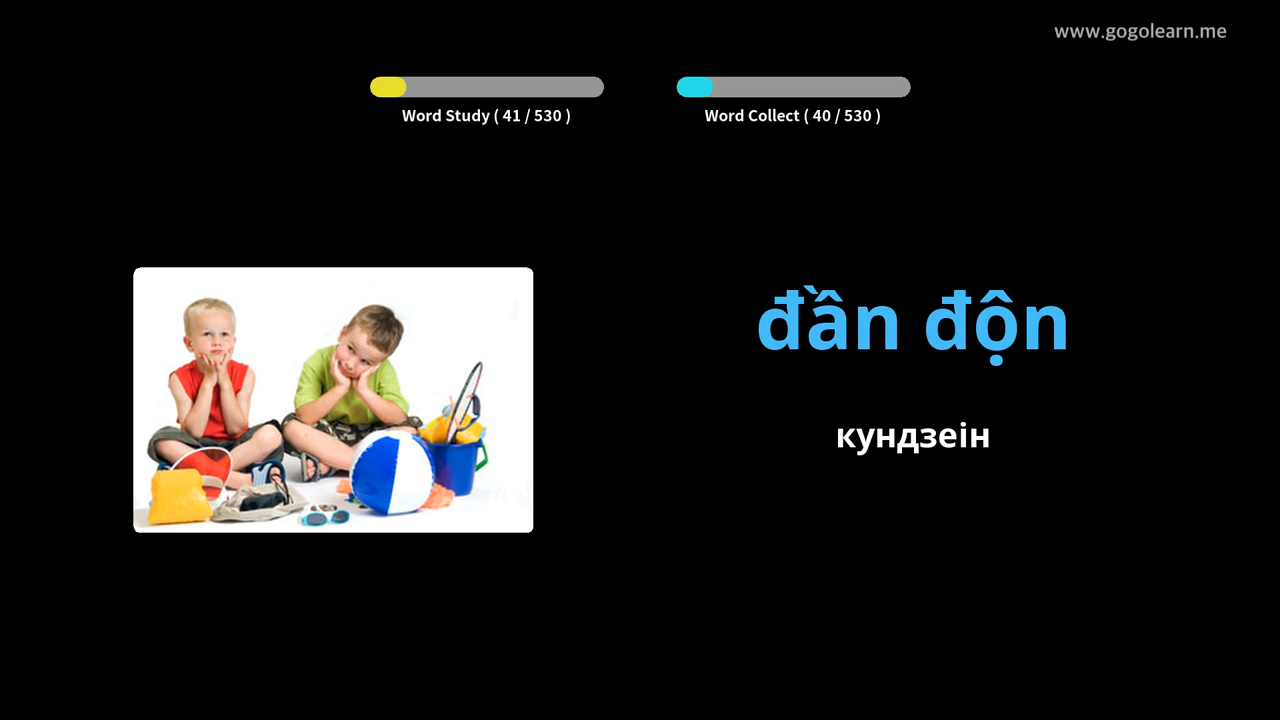 www.gogolearn.me
Word Study ( 41 / 530 )
Word Collect ( 40 / 530 )
đần độn
кундзеін